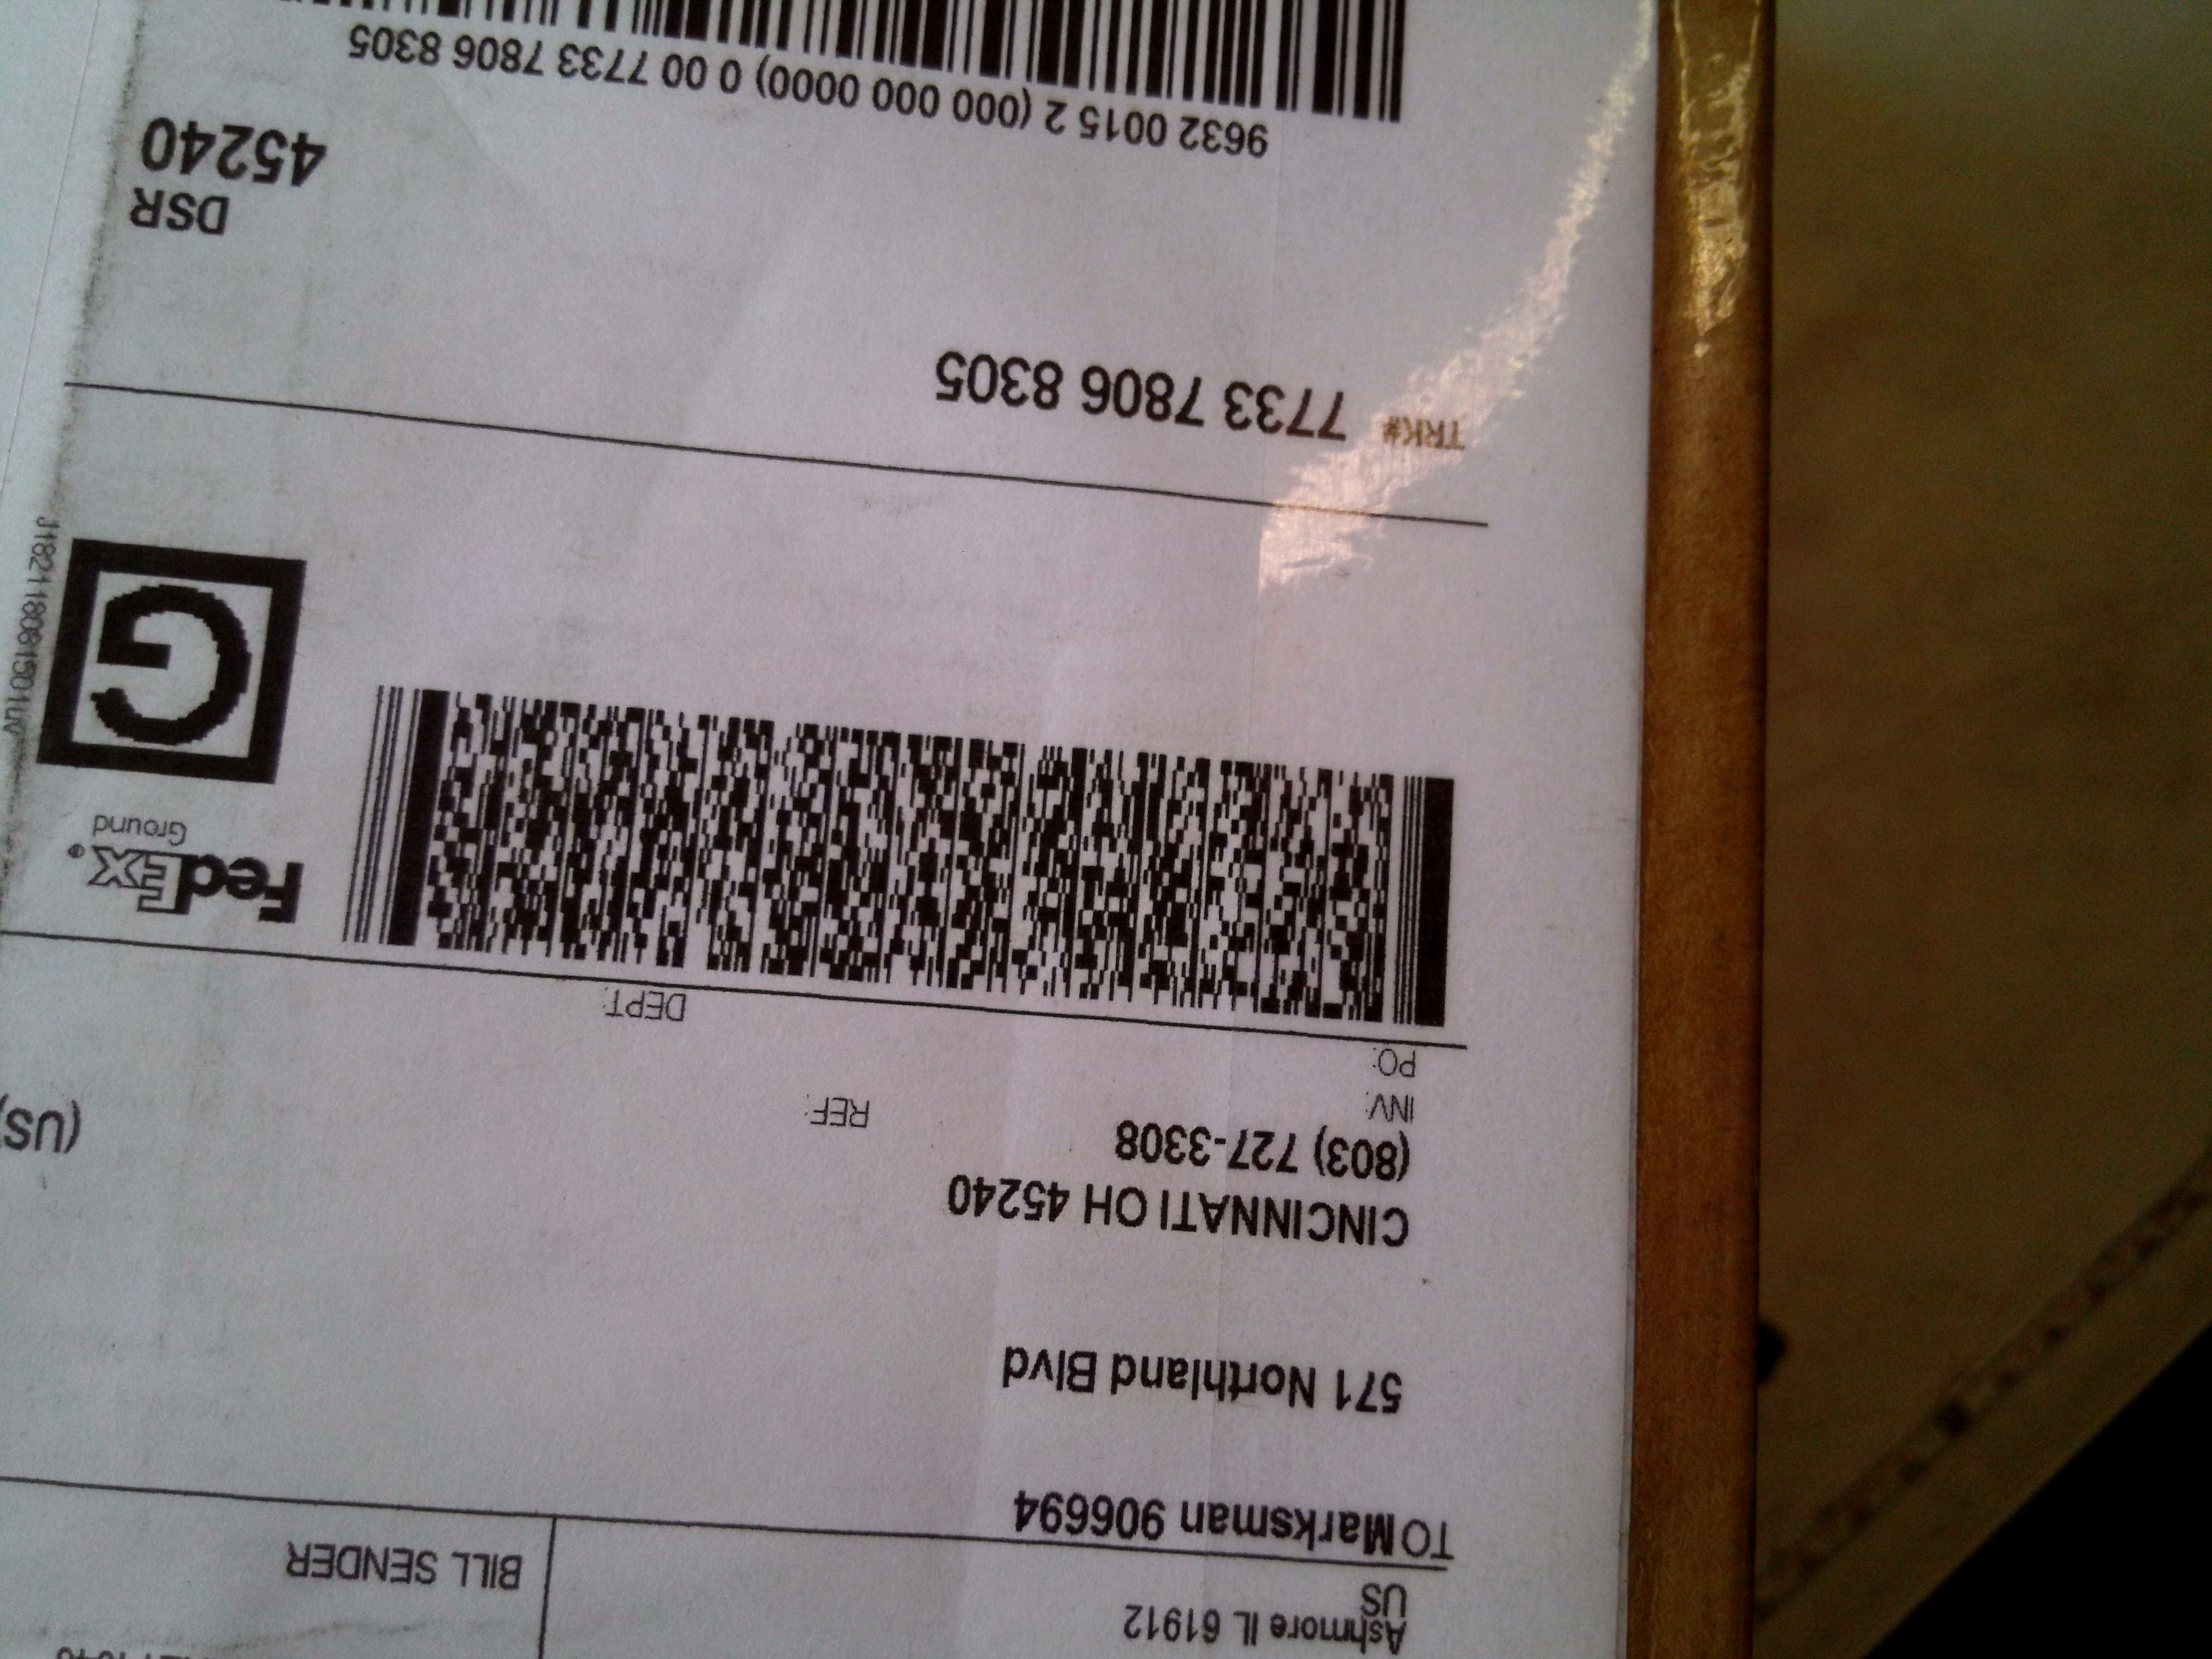 Ashmore IL 61912
US
BILL SENDER
TO Marksman 906694
571 Northland Blvd
CINCINNATI OH 45240
(803) 727-3308
(US)
INV:
REF:
PO:
DEPT:
FedEx®
Ground
G
TRK# 7733 7806 8305
DSR
45240
9632 0015 2 (000 000 0000) 0 00 7733 7806 8305